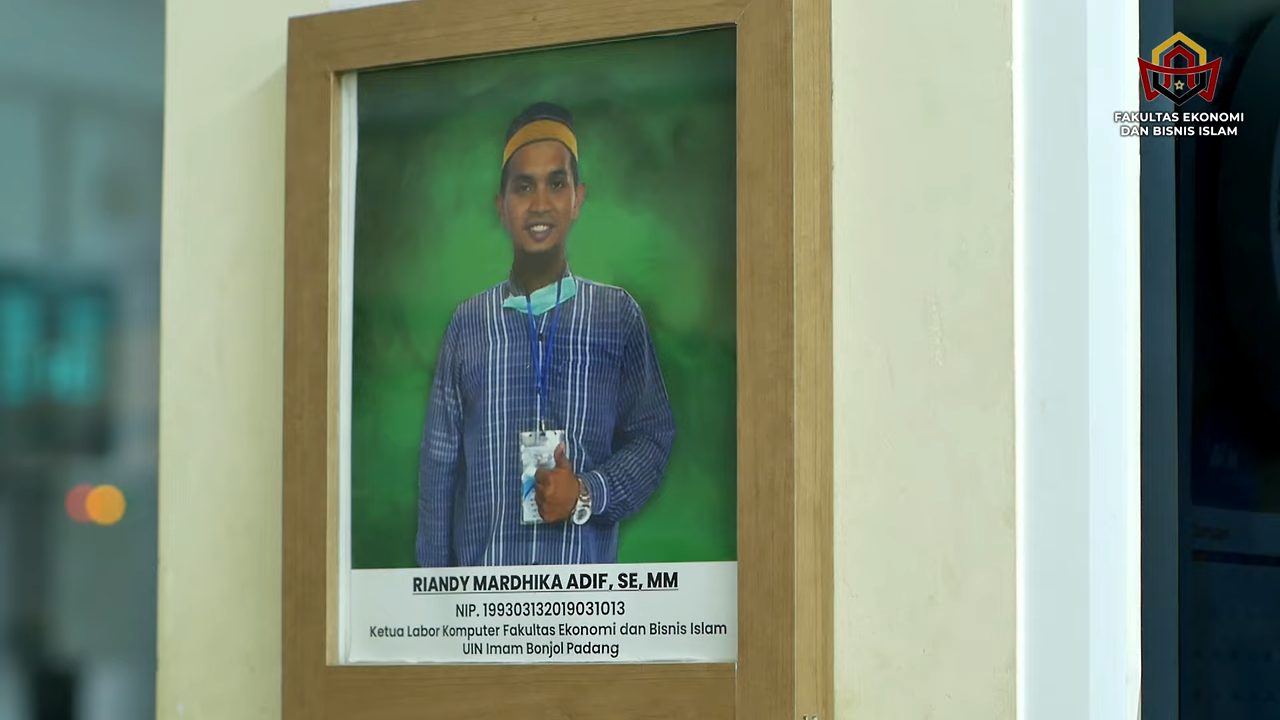 FAKULTAS EKONOMI
DAN BISNIS ISLAM
RIANDY MARDHIKA ADIF, SE, MM
NIP. 199303132019031013
Ketua Labor Komputer Fakultas Ekonomi dan Bisnis Islam
UIN Imam Bonjol Padang